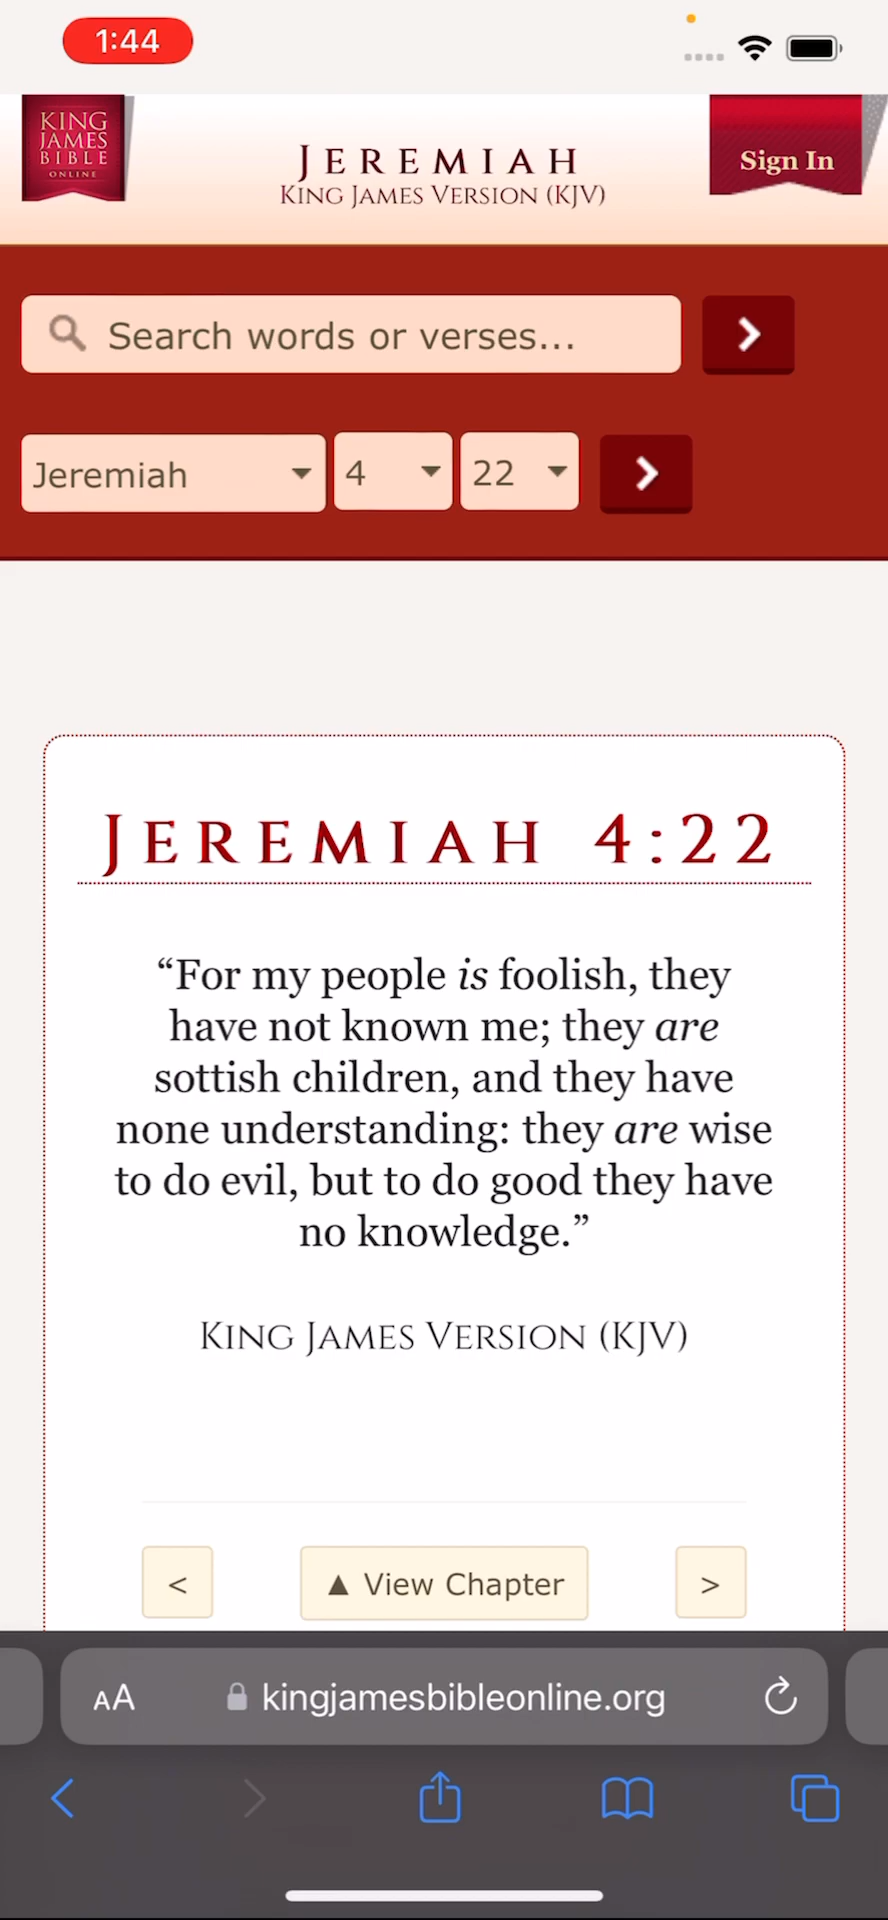 1:44
KING
JAMES
BIBLE
ONLINE
JEREMIAH
KING JAMES VERSION (KJV)
Sign In
Search words or verses...
Jeremiah
4
22
JEREMIAH 4:22
“For my people is foolish, they
have not known me; they are
sottish children, and they have
none understanding: they are wise
to do evil, but to do good they have
no knowledge.”
KING JAMES VERSION (KJV)
<
▲ View Chapter
>
AA
kingjamesbibleonline.org